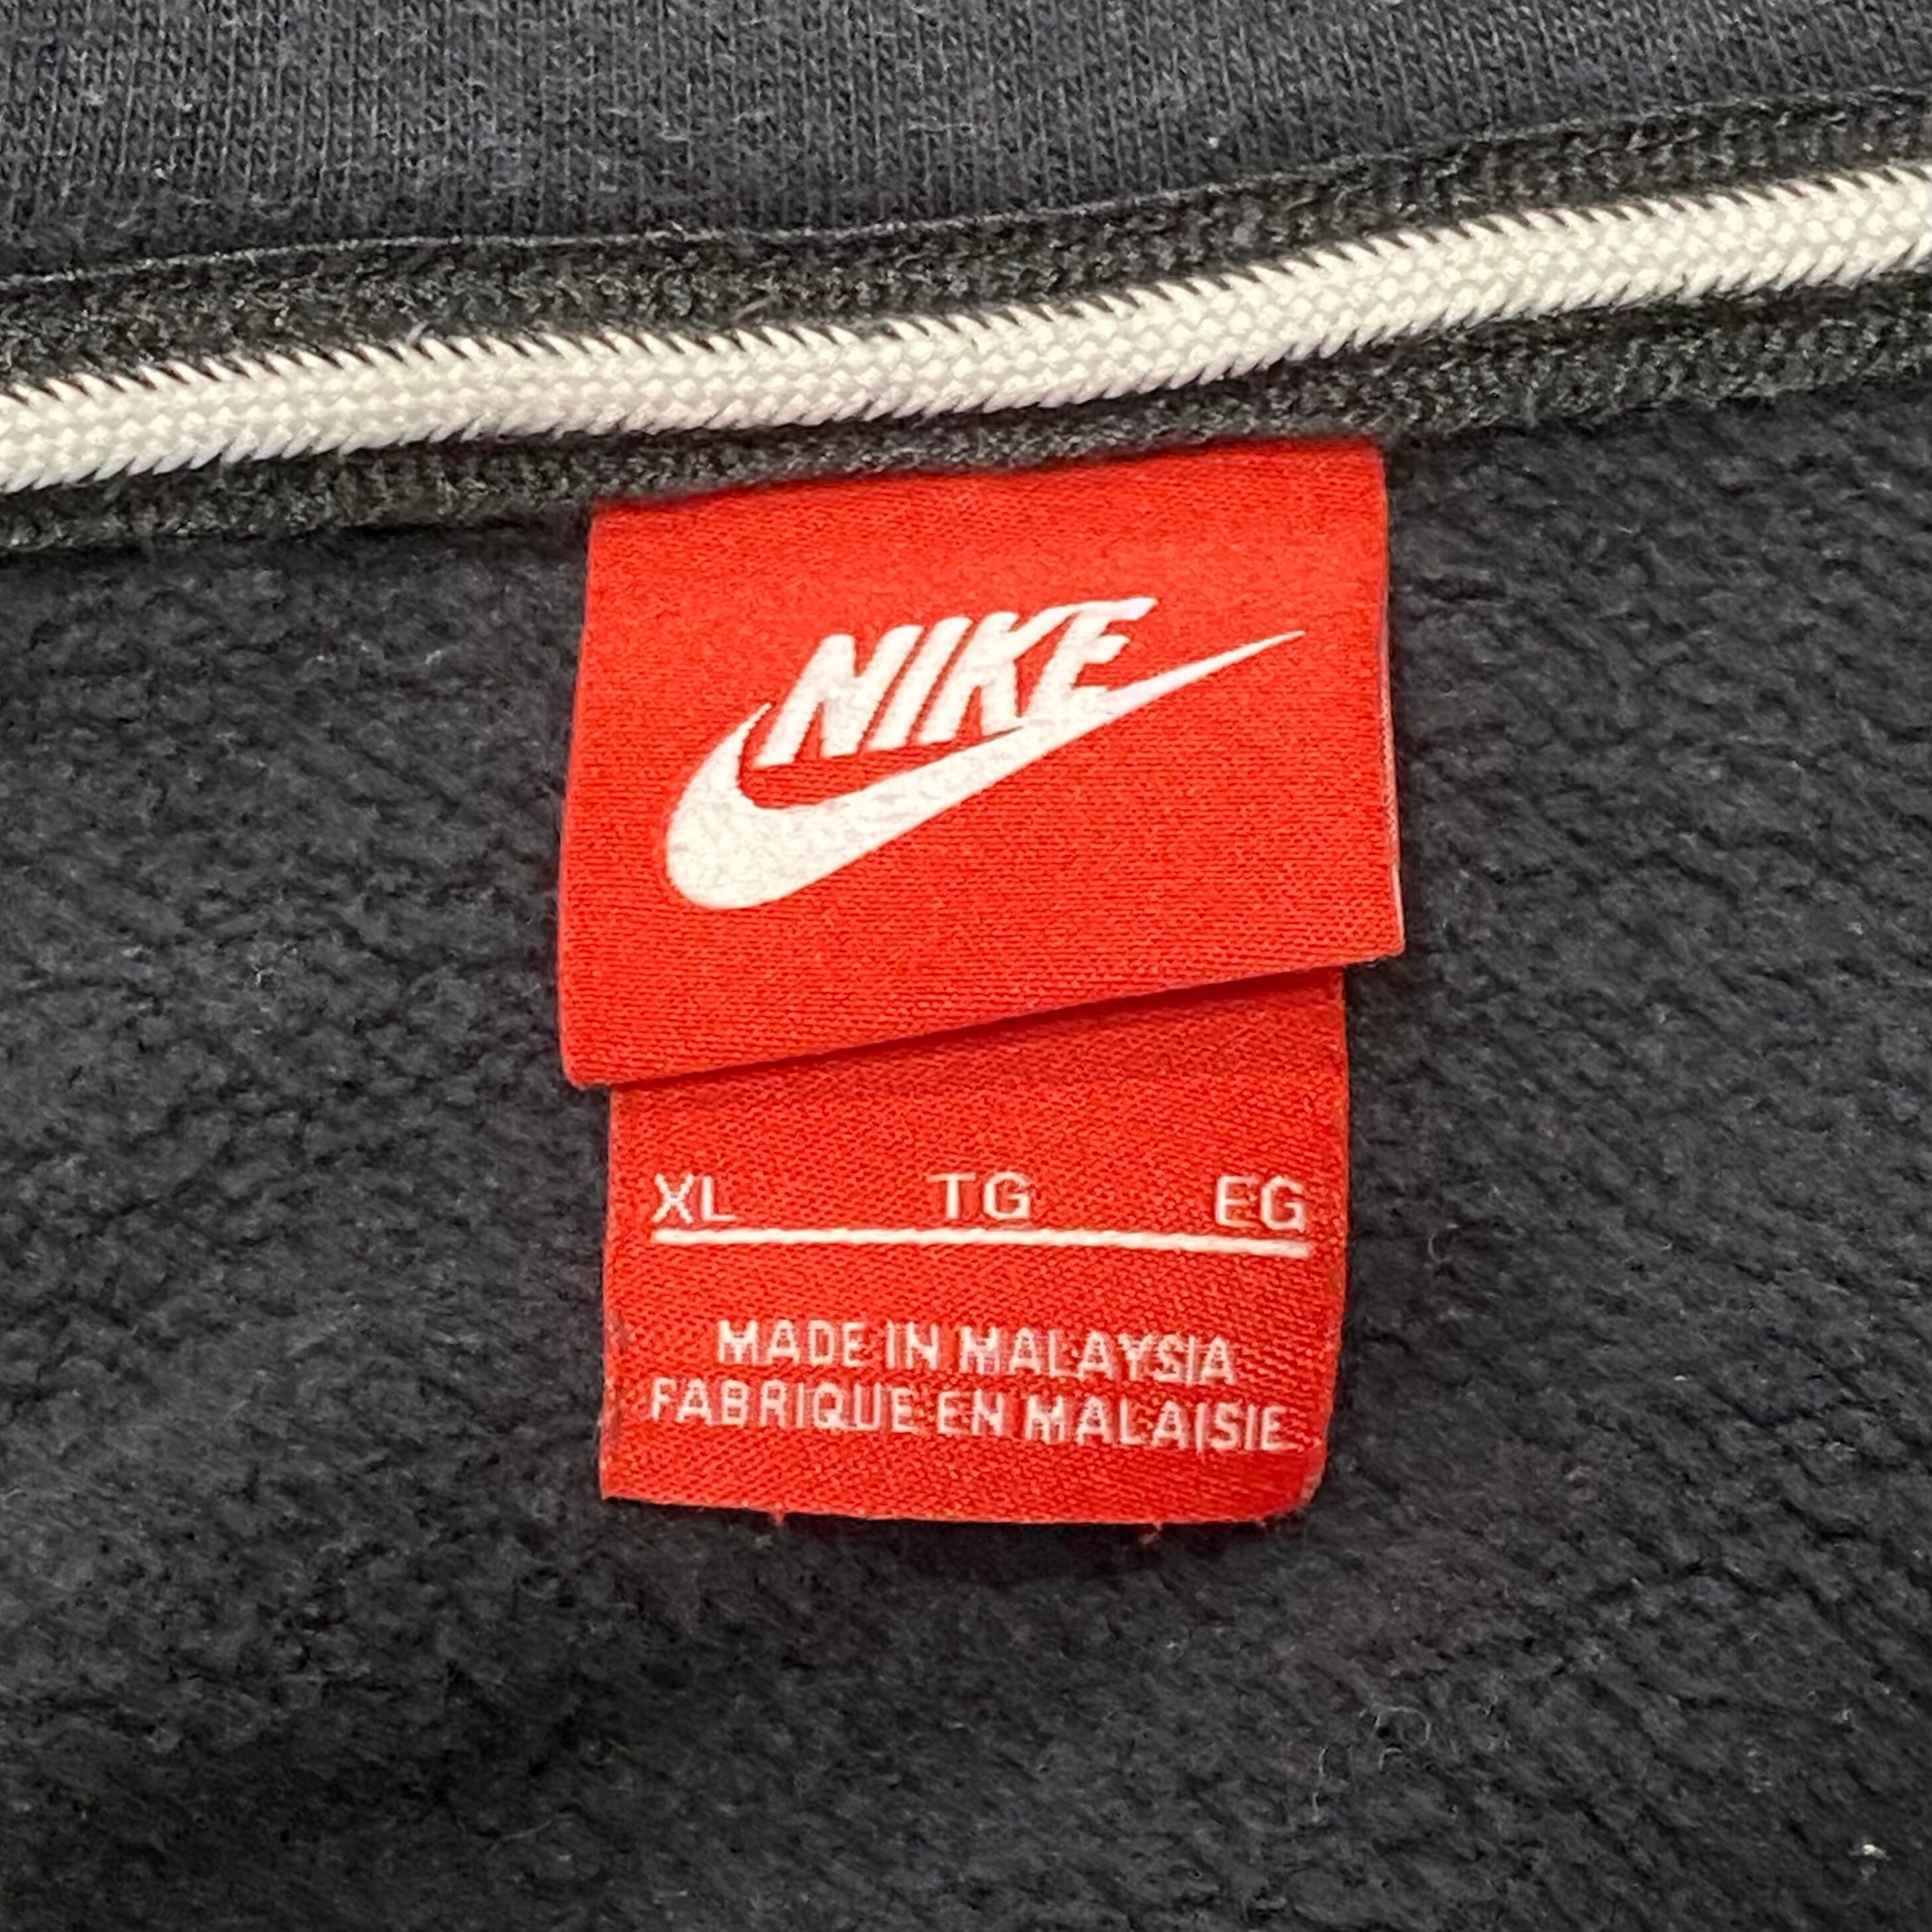 NIKE
XL TG EG
MADE IN MALAYSIA
FABRIQUE EN MALAISIE